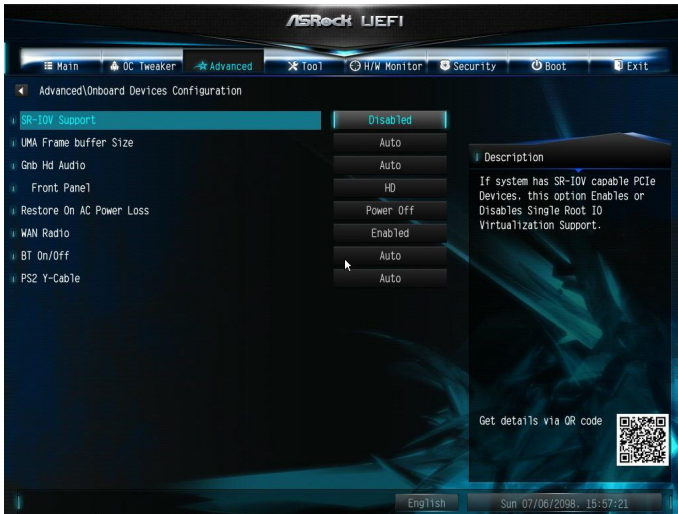 ASRock UEFI
Main OC Tweaker Advanced Tool H/W Monitor Security Boot Exit
Advanced\Onboard Devices Configuration
SR-IOV Support Disabled
UMA Frame buffer Size Auto
Gnb Hd Audio Auto
Front Panel HD
Restore On AC Power Loss Power Off
WAN Radio Enabled
BT On/Off Auto
PS2 Y-Cable Auto
Description
If system has SR-IOV capable PCIe
Devices, this option Enables or
Disables Single Root IO
Virtualization Support.
Get details via QR code
English Sun 07/06/2098, 15:57:21